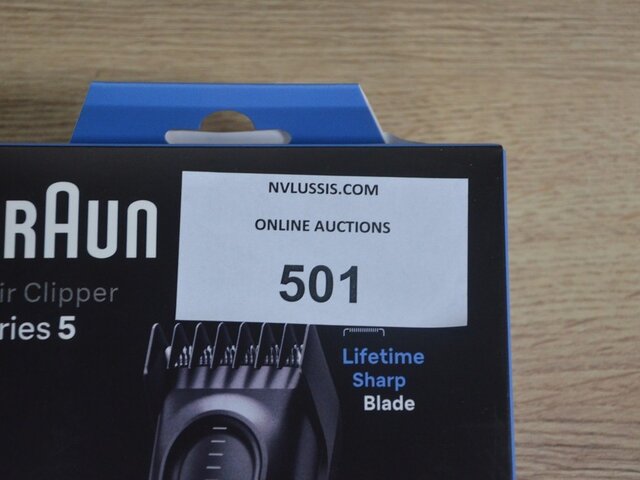 NVLUSSIS.COM
ONLINE AUCTIONS
501
RAUN
ir Clipper
ries 5
Lifetime
Sharp
Blade